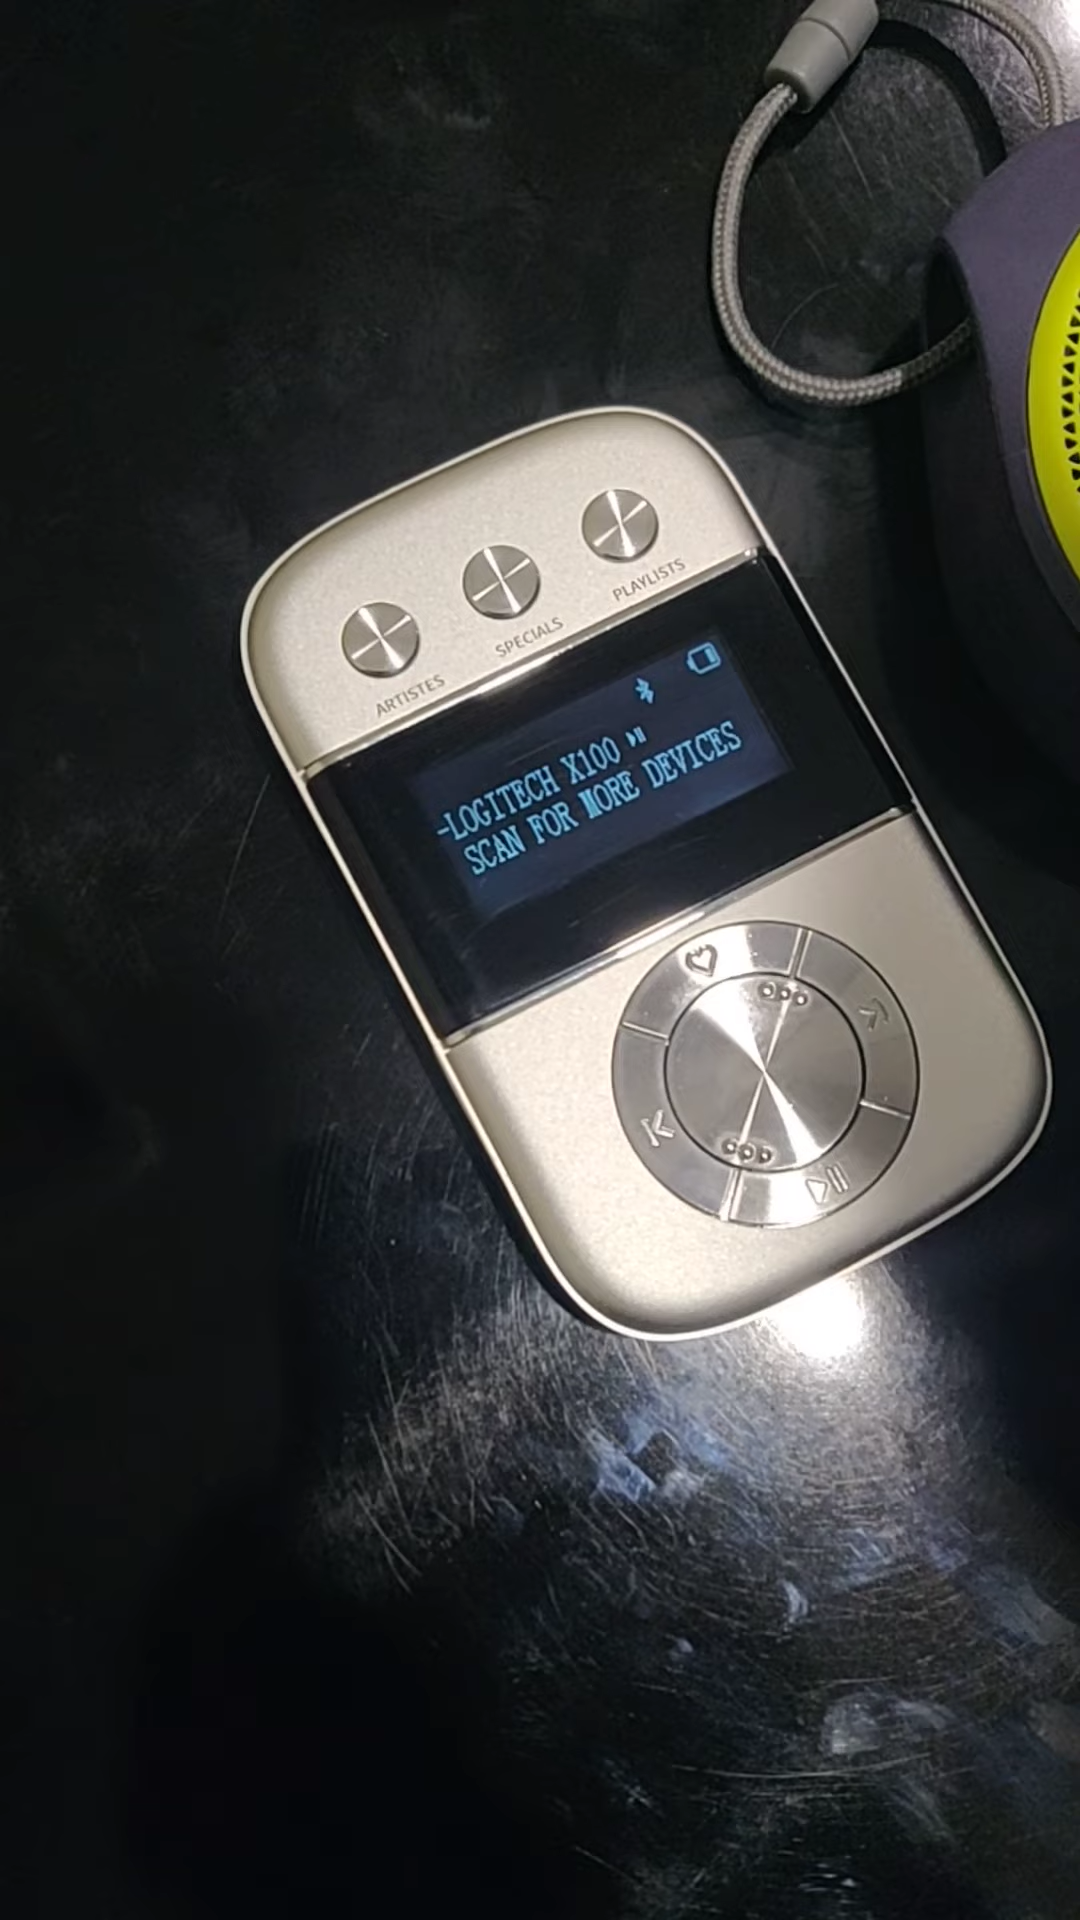 ARTISTES
SPECIALS
PLAYLISTS
-LOGITECH X100
SCAN FOR MORE DEVICES